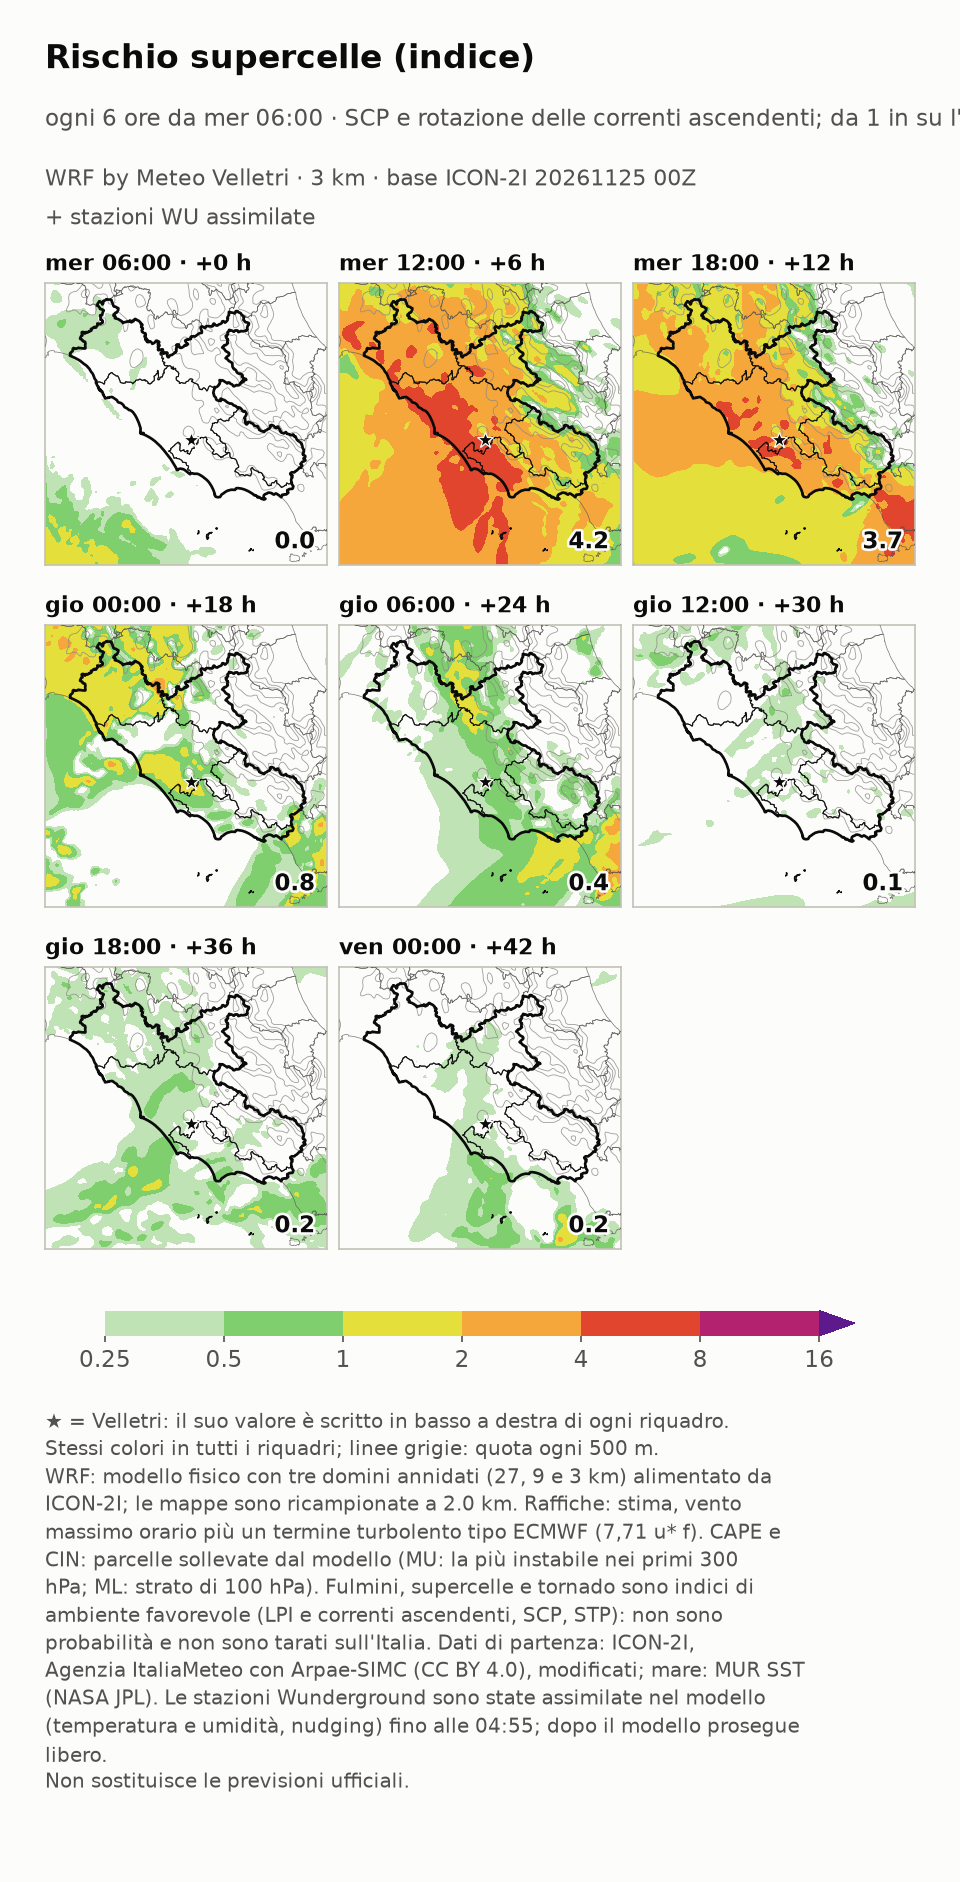 Rischio supercelle (indice)
ogni 6 ore da mer 06:00 · SCP e rotazione delle correnti ascendenti; da 1 in su l'
WRF by Meteo Velletri · 3 km · base ICON-2I 20261125 00Z
+ stazioni WU assimilate
mer 06:00 · +0 h
mer 12:00 · +6 h
mer 18:00 · +12 h
0.0
4.2
3.7
gio 00:00 · +18 h
gio 06:00 · +24 h
gio 12:00 · +30 h
0.8
0.4
0.1
gio 18:00 · +36 h
ven 00:00 · +42 h
0.2
0.2
0.25 0.5 1 2 4 8 16
★ = Velletri: il suo valore è scritto in basso a destra di ogni riquadro.
Stessi colori in tutti i riquadri; linee grigie: quota ogni 500 m.
WRF: modello fisico con tre domini annidati (27, 9 e 3 km) alimentato da
ICON-2I; le mappe sono ricampionate a 2.0 km. Raffiche: stima, vento
massimo orario più un termine turbolento tipo ECMWF (7,71 u* f). CAPE e
CIN: parcelle sollevate dal modello (MU: la più instabile nei primi 300
hPa; ML: strato di 100 hPa). Fulmini, supercelle e tornado sono indici di
ambiente favorevole (LPI e correnti ascendenti, SCP, STP): non sono
probabilità e non sono tarati sull'Italia. Dati di partenza: ICON-2I,
Agenzia ItaliaMeteo con Arpae-SIMC (CC BY 4.0), modificati; mare: MUR SST
(NASA JPL). Le stazioni Wunderground sono state assimilate nel modello
(temperatura e umidità, nudging) fino alle 04:55; dopo il modello prosegue
libero.
Non sostituisce le previsioni ufficiali.